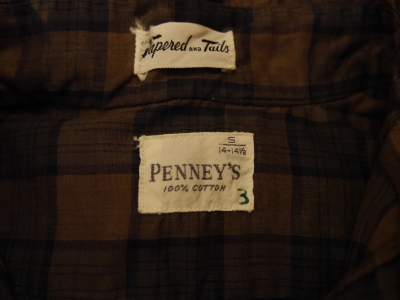 Tapered AND Tails
S
14-14½
PENNEY'S
100% COTTON
3